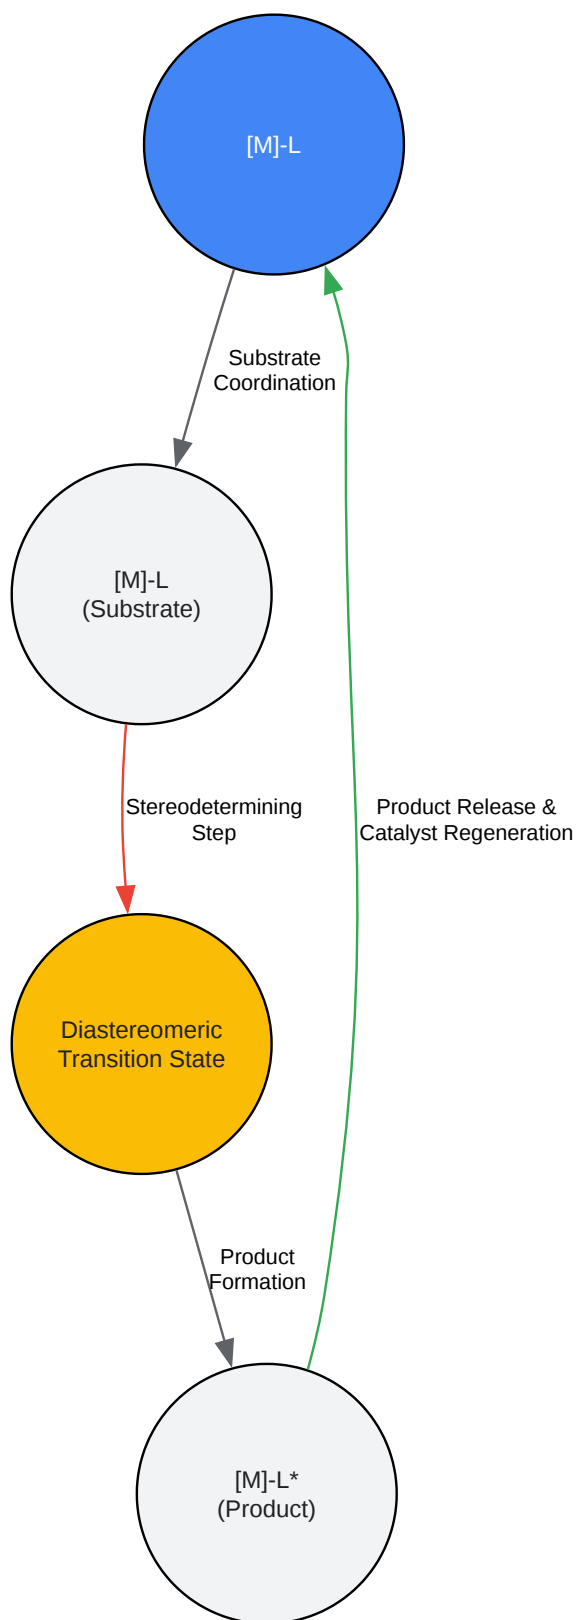 [M]-L
Substrate
Coordination
[M]-L
(Substrate)
Stereodetermining
Step
Product Release &
Catalyst Regeneration
Diastereomeric
Transition State
Product
Formation
[M]-L*
(Product)